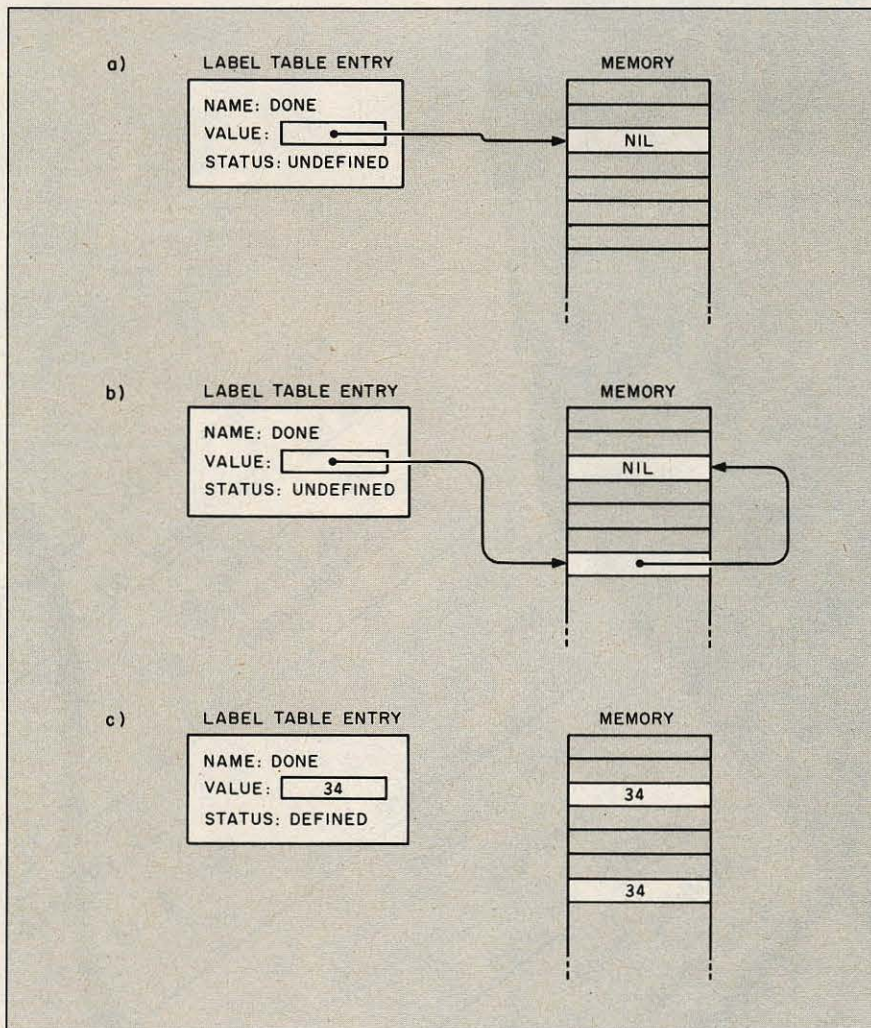 a)
LABEL TABLE ENTRY
MEMORY
NAME: DONE
VALUE:
STATUS: UNDEFINED
NIL
b)
LABEL TABLE ENTRY
MEMORY
NAME: DONE
VALUE:
STATUS: UNDEFINED
NIL
c)
LABEL TABLE ENTRY
MEMORY
NAME: DONE
VALUE: 34
STATUS: DEFINED
34
34